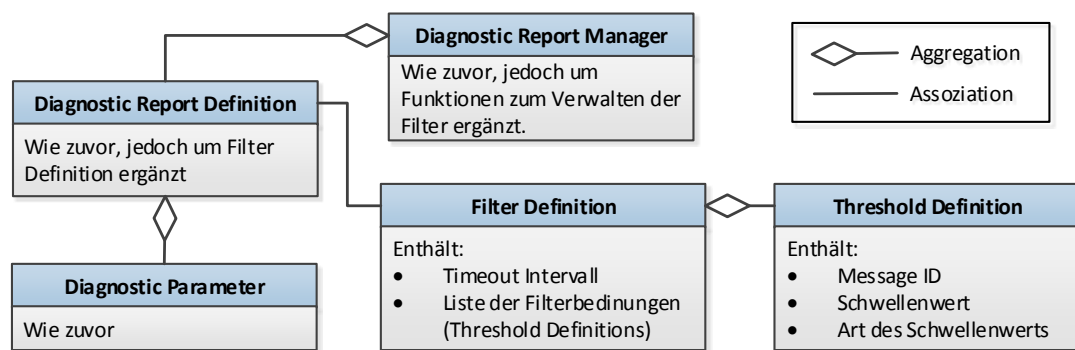 Diagnostic Report Manager
Wie zuvor, jedoch um
Funktionen zum Verwalten der
Filter ergänzt.
Aggregation
Assoziation
Diagnostic Report Definition
Wie zuvor, jedoch um Filter
Definition ergänzt
Filter Definition
Enthält:
• Timeout Intervall
• Liste der Filterbedinungen
(Threshold Definitions)
Threshold Definition
Enthält:
• Message ID
• Schwellenwert
• Art des Schwellenwerts
Diagnostic Parameter
Wie zuvor